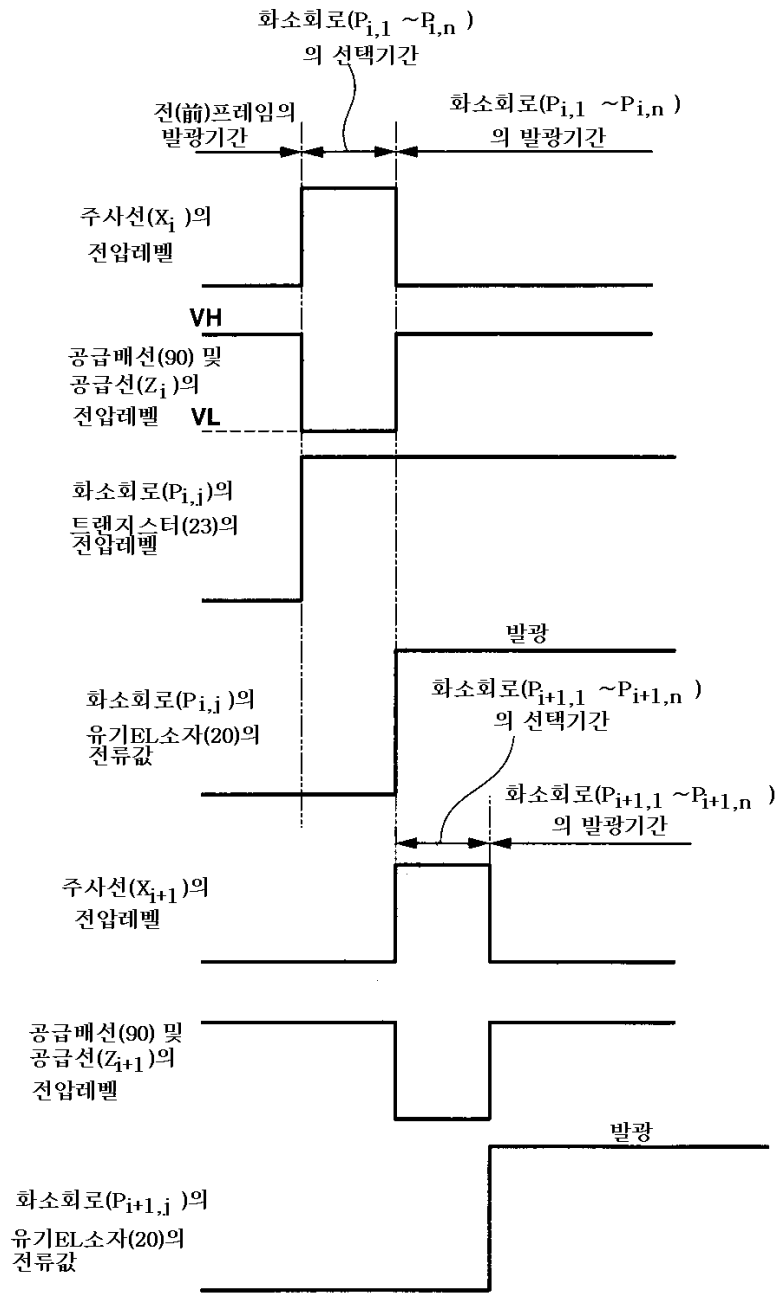 화소회로(Pi,1 ~Pi,n )
의 선택기간
전(前)프레임의
발광기간
화소회로(Pi,1 ~Pi,n )
의 발광기간
주사선(Xi )의
전압레벨
VH
공급배선(90) 및
공급선(Zi)의
전압레벨
VL
화소회로(Pi,j)의
트랜지스터(23)의
전압레벨
발광
화소회로(Pi,j )의
유기EL소자(20)의
전류값
화소회로(Pi+1,1 ~Pi+1,n )
의 선택기간
화소회로(Pi+1,1 ~Pi+1,n )
의 발광기간
주사선(Xi+1)의
전압레벨
공급배선(90) 및
공급선(Zi+1)의
전압레벨
발광
화소회로(Pi+1,j )의
유기EL소자(20)의
전류값